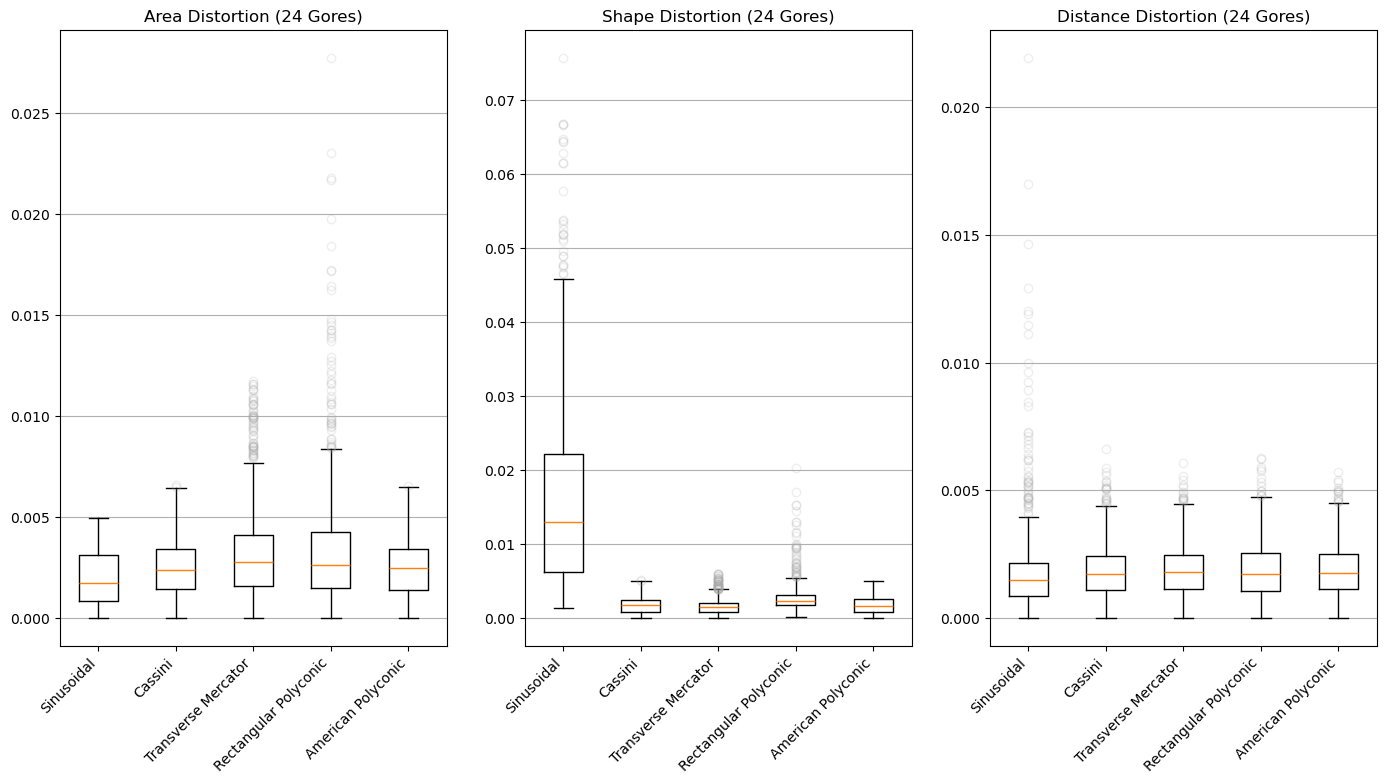 Area Distortion (24 Gores)
0.025
0.020
0.015
0.010
0.005
0.000
Sinusoidal
Cassini
Transverse Mercator
Rectangular Polyconic
American Polyconic
Shape Distortion (24 Gores)
0.07
0.06
0.05
0.04
0.03
0.02
0.01
0.00
Sinusoidal
Cassini
Transverse Mercator
Rectangular Polyconic
American Polyconic
Distance Distortion (24 Gores)
0.020
0.015
0.010
0.005
0.000
Sinusoidal
Cassini
Transverse Mercator
Rectangular Polyconic
American Polyconic